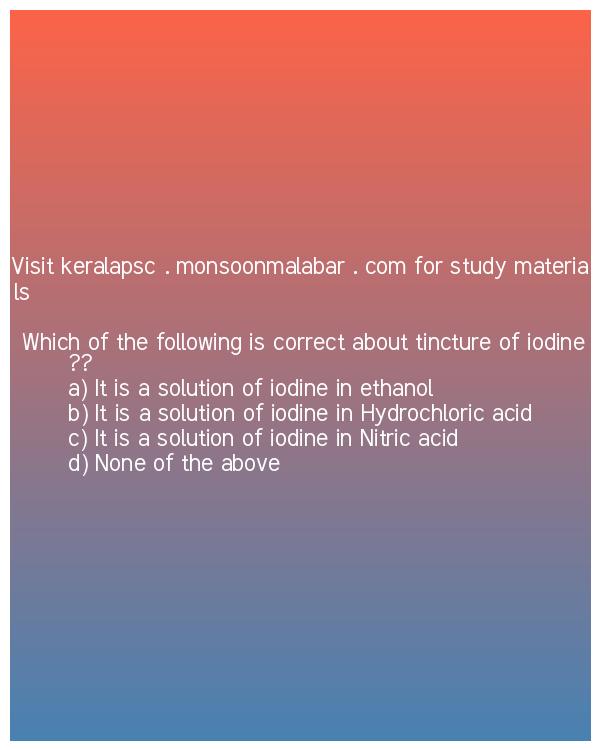 Visit keralapsc . monsoonmalabar . com for study materia
ls
Which of the following is correct about tincture of iodine
??
a) It is a solution of iodine in ethanol
b) It is a solution of iodine in Hydrochloric acid
c) It is a solution of iodine in Nitric acid
d) None of the above